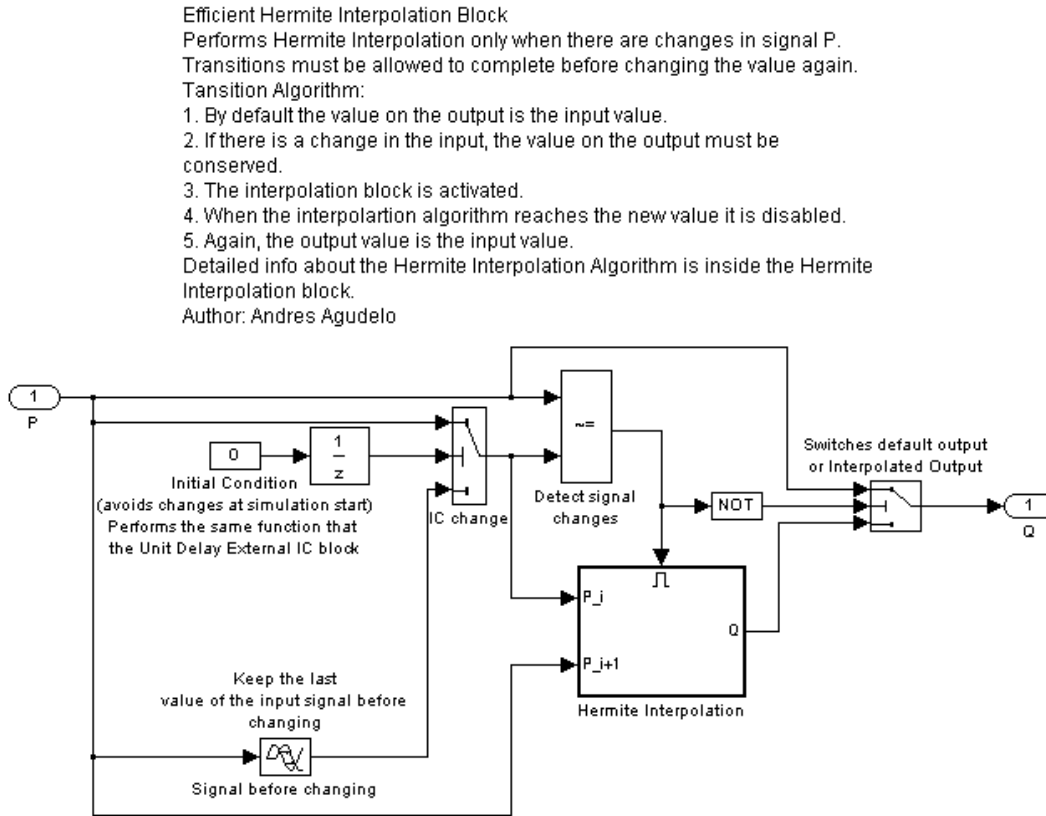 Efficient Hermite Interpolation Block
Performs Hermite Interpolation only when there are changes in signal P.
Transitions must be allowed to complete before changing the value again.
Tansition Algorithm:
1. By default the value on the output is the input value.
2. If there is a change in the input, the value on the output must be
conserved.
3. The interpolation block is activated.
4. When the interpolartion algorithm reaches the new value it is disabled.
5. Again, the output value is the input value.
Detailed info about the Hermite Interpolation Algorithm is inside the Hermite
Interpolation block.
Author: Andres Agudelo
1
P
0
Initial Condition
(avoids changes at simulation start)
Performs the same function that
the Unit Delay External IC block
1
z
IC change
~=
Detect signal
changes
NOT
Switches default output
or Interpolated Output
1
Q
P_i
P_i+1
Q
Hermite Interpolation
Keep the last
value of the input signal before
changing
Signal before changing